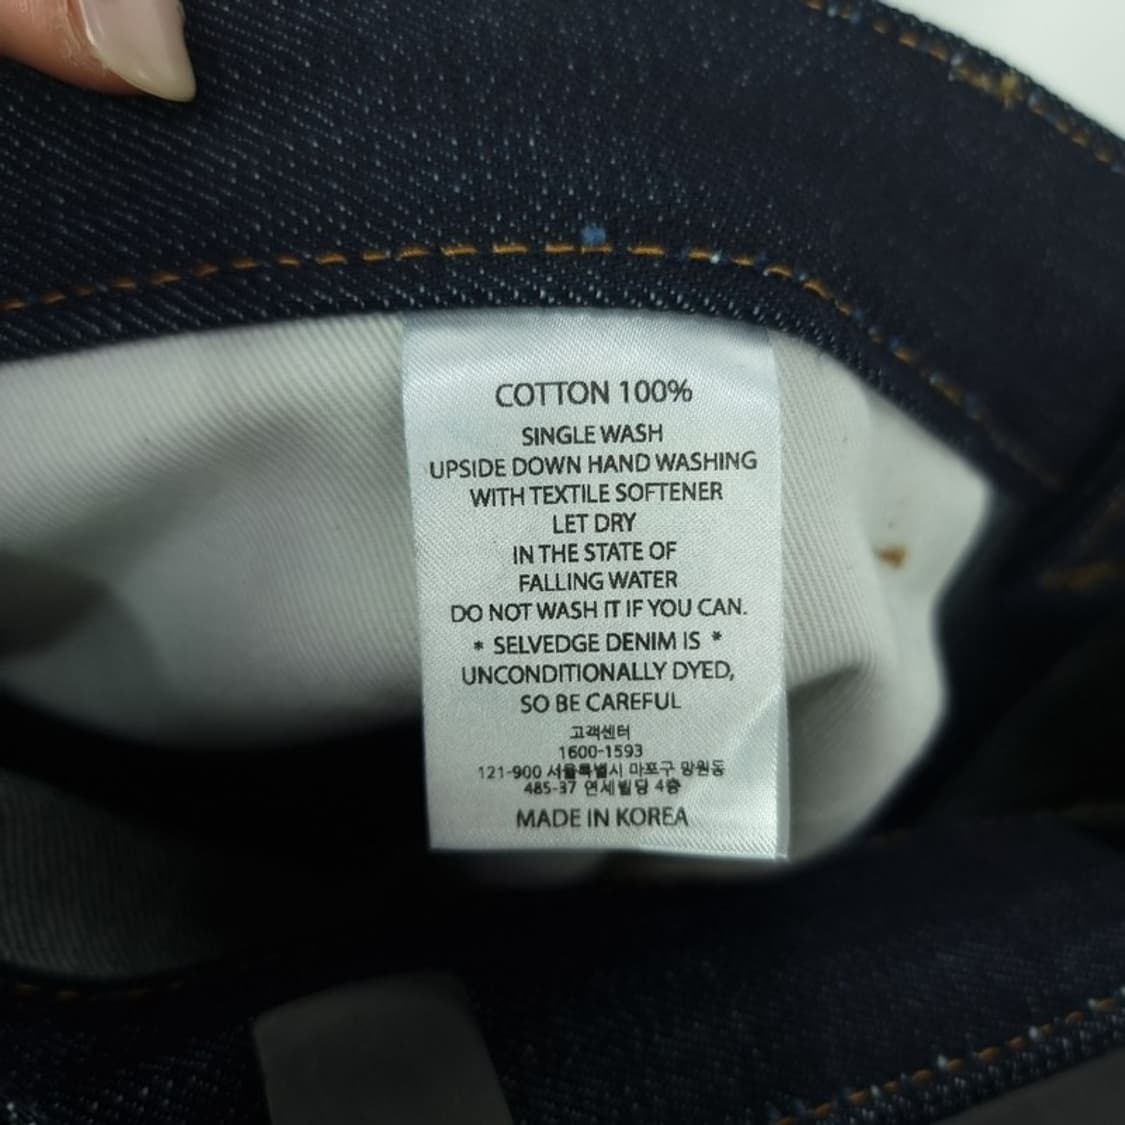 COTTON 100%
SINGLE WASH
UPSIDE DOWN HAND WASHING
WITH TEXTILE SOFTENER
LET DRY
IN THE STATE OF
FALLING WATER
DO NOT WASH IT IF YOU CAN.
* SELVEDGE DENIM IS *
UNCONDITIONALLY DYED,
SO BE CAREFUL
고객센터
1600-1593
121-900 서울특별시 마포구 망원동
485-37 연세빌딩 4층
MADE IN KOREA